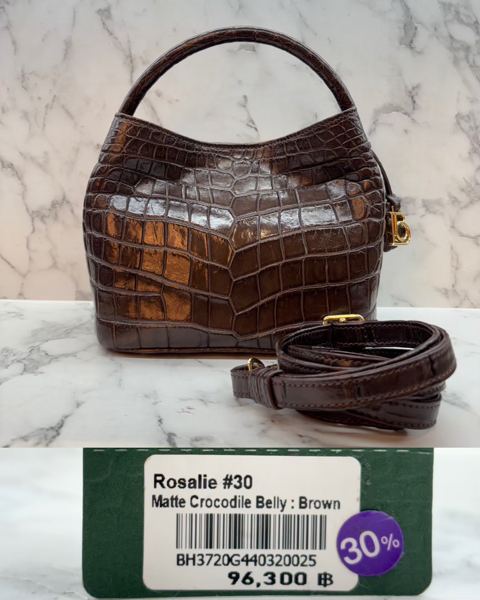 Rosalie #30
Matte Crocodile Belly : Brown
BH3720G440320025
96,300 ฿
30%